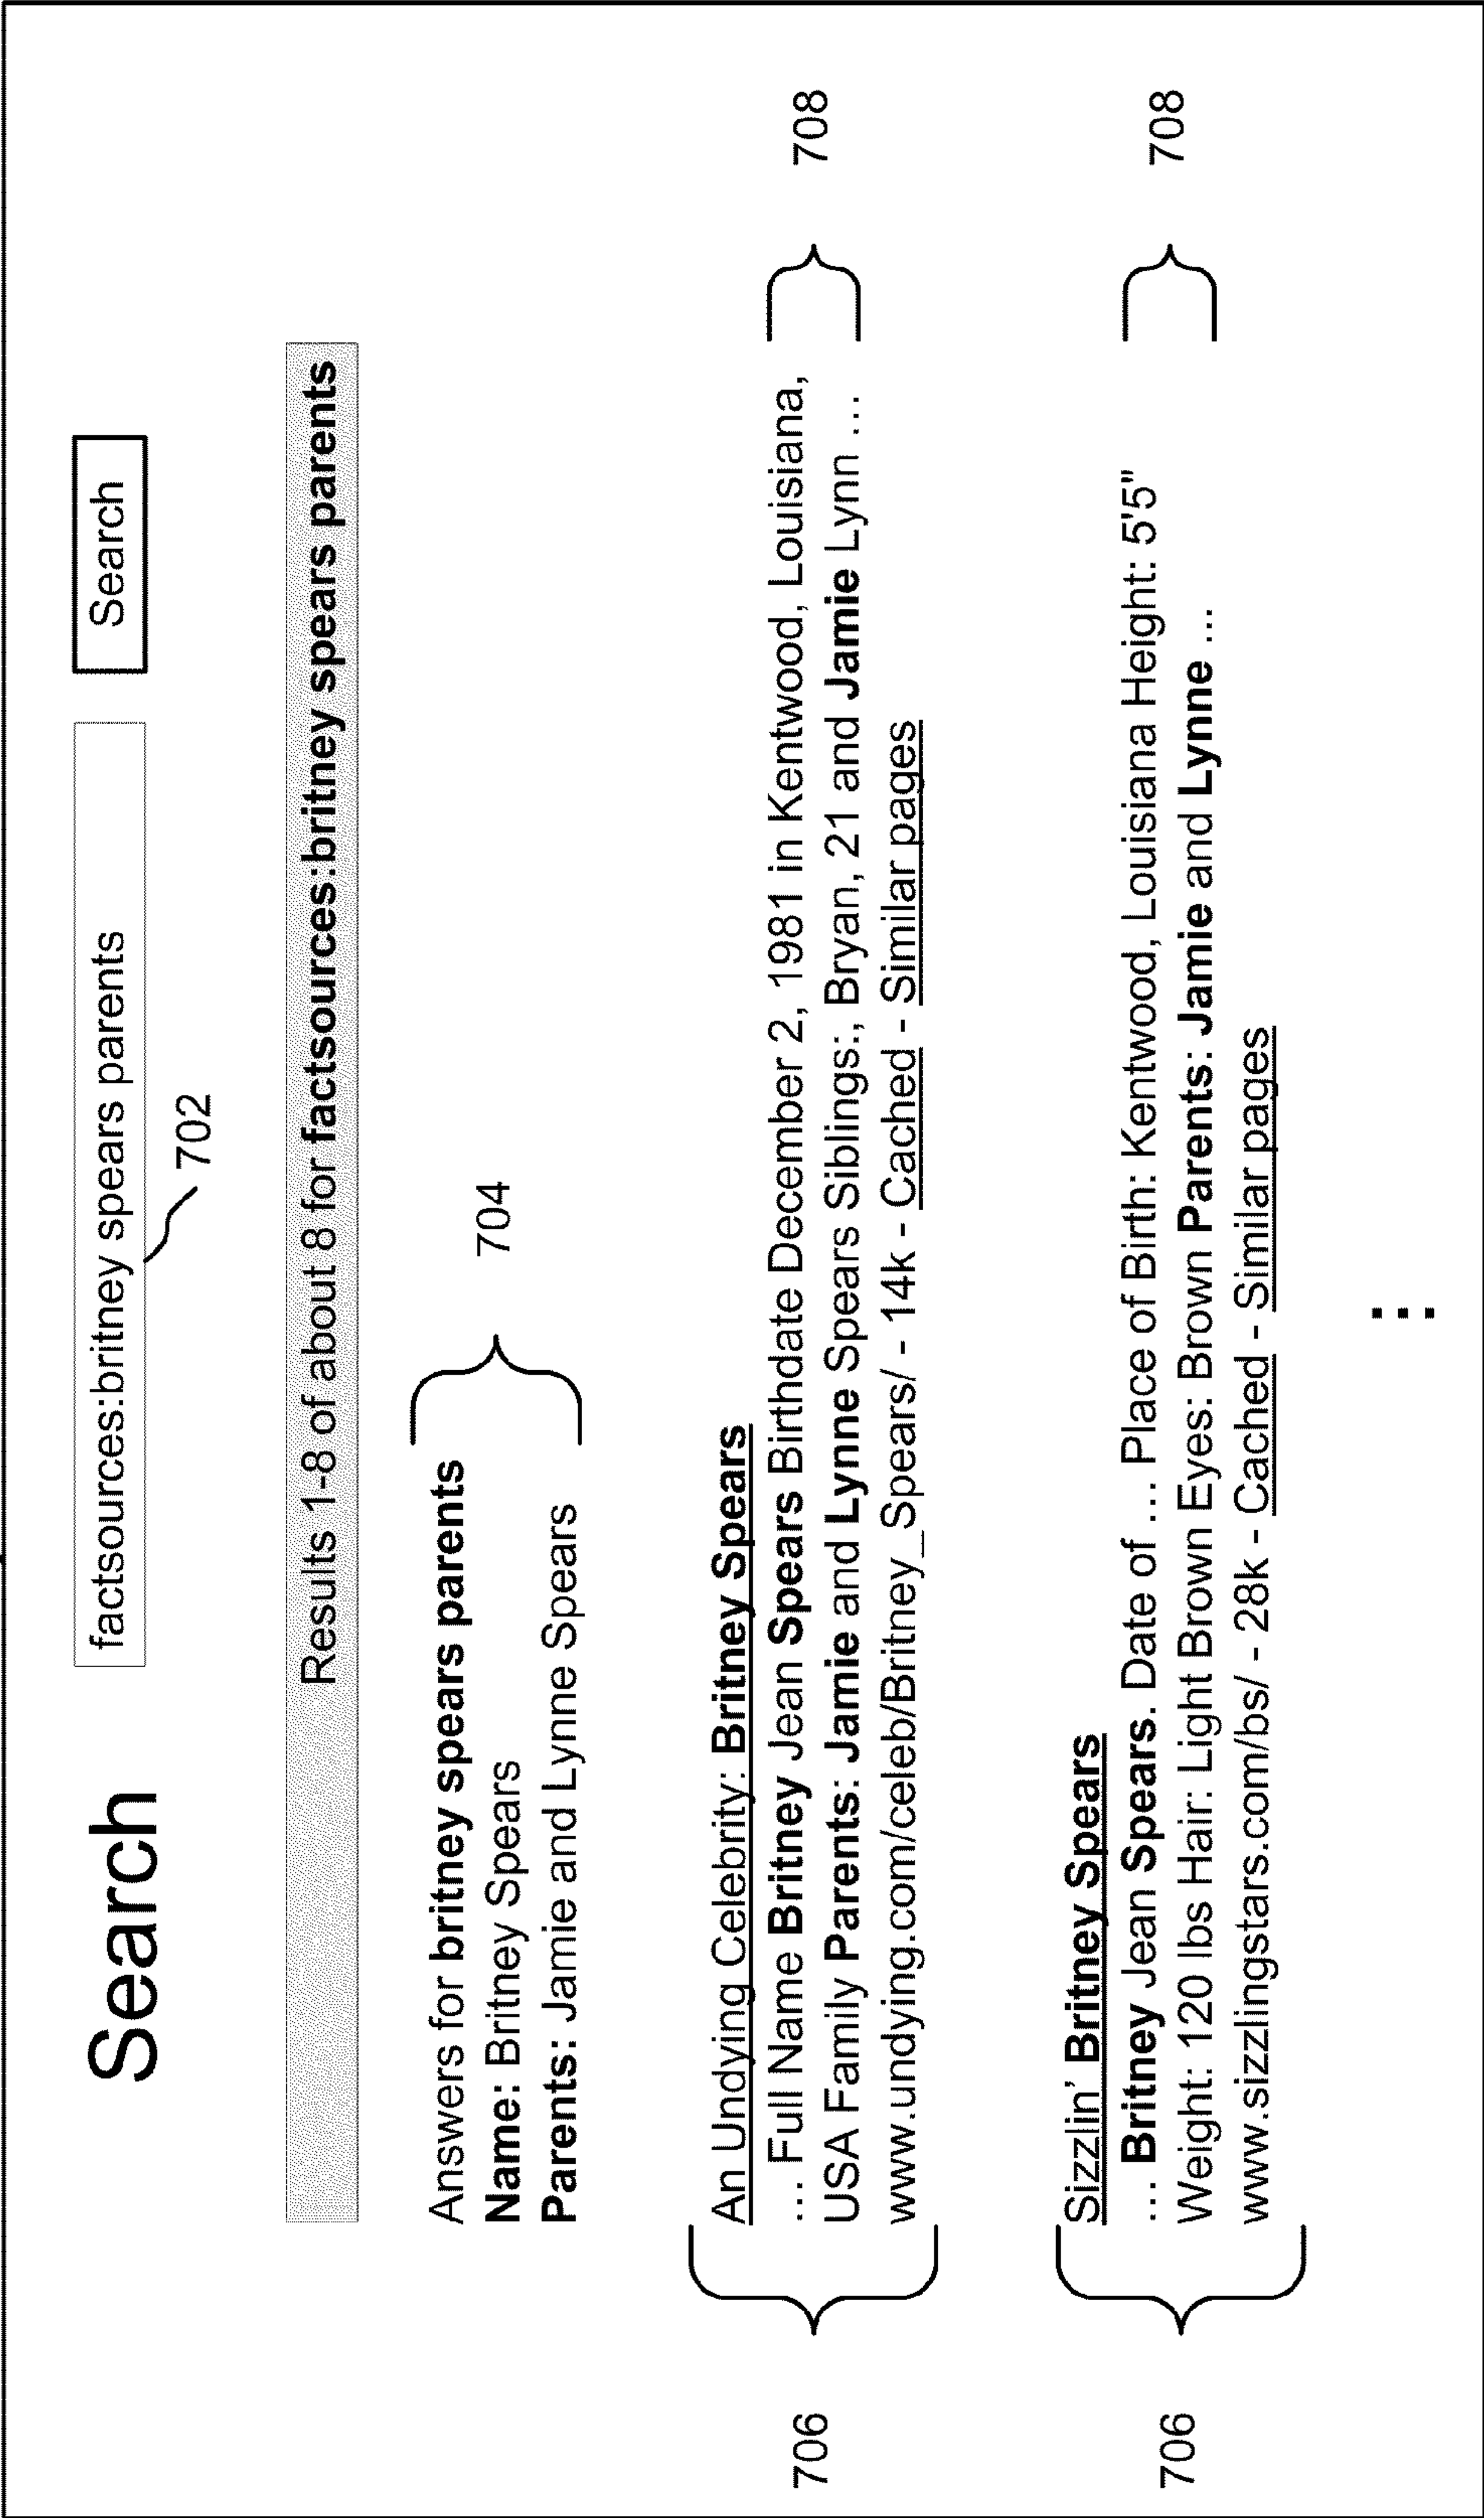 Search factsources:britney spears parents Search
702
Results 1-8 of about 8 for factsources:britney spears parents
Answers for britney spears parents
Name: Britney Spears
Parents: Jamie and Lynne Spears
704
706
An Undying Celebrity: Britney Spears
... Full Name Britney Jean Spears Birthdate December 2, 1981 in Kentwood, Louisiana,
USA Family Parents: Jamie and Lynne Spears Siblings:, Bryan, 21 and Jamie Lynn ...
www.undying.com/celeb/Britney_Spears/ - 14k - Cached - Similar pages
708
706
Sizzlin' Britney Spears
... Britney Jean Spears. Date of ... Place of Birth: Kentwood, Louisiana Height: 5'5"
Weight: 120 lbs Hair: Light Brown Eyes: Brown Parents: Jamie and Lynne ...
www.sizzlingstars.com/bs/ - 28k - Cached - Similar pages
708
⋮